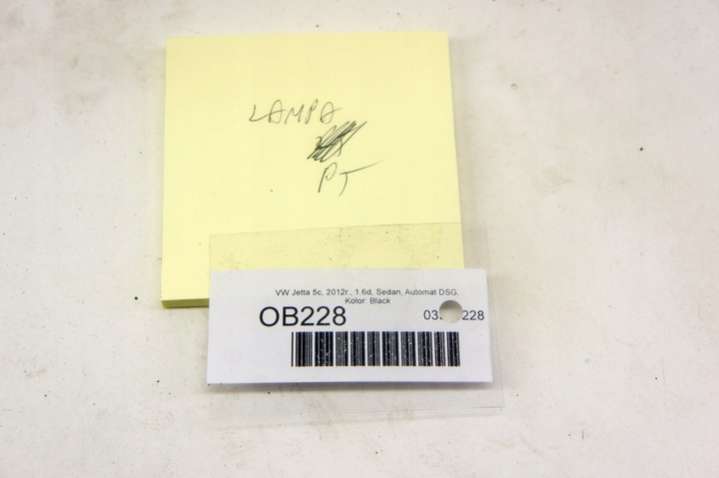 LAMPA
PT
VW Jetta 5c, 2012r., 1.6d, Sedan, Automat DSG,
Kolor: Black
OB228
228